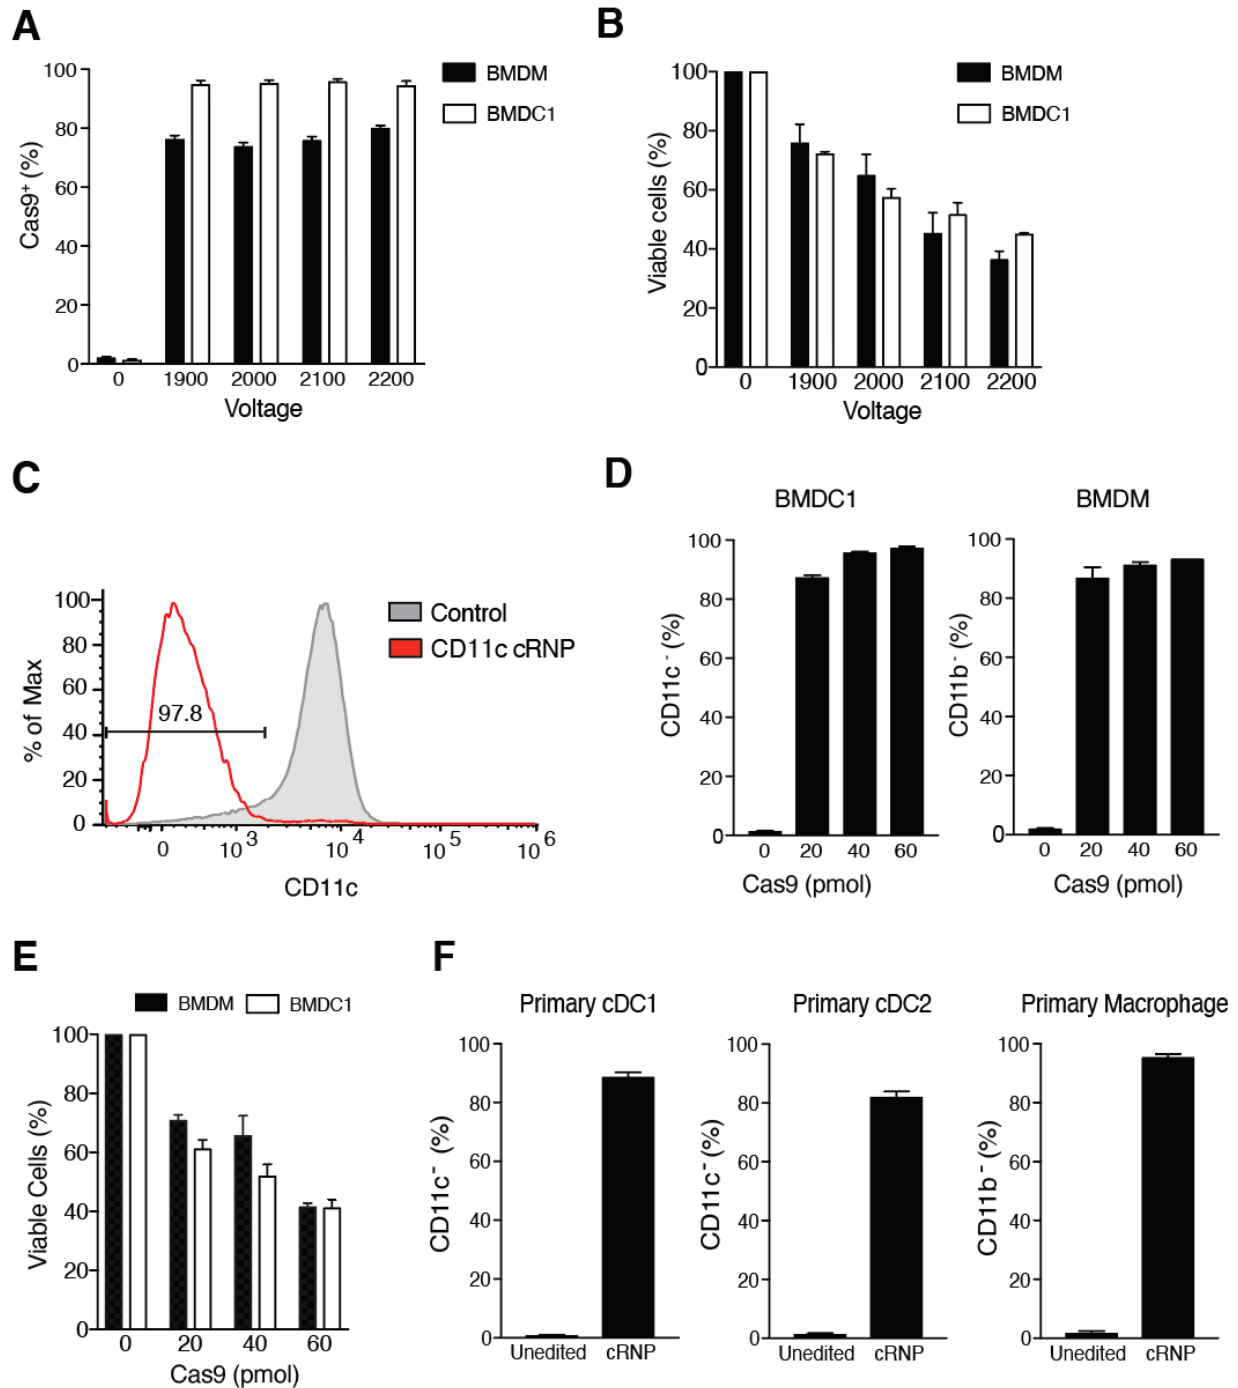 A
100
80
60
40
20
0
Cas9⁺ (%)
0 1900 2000 2100 2200
Voltage
BMDM
BMDC1
B
100
80
60
40
20
0
Viable cells (%)
0 1900 2000 2100 2200
Voltage
BMDM
BMDC1
C
100
80
60
40
20
0
% of Max
97.8
0 10³ 10⁴ 10⁵ 10⁶
CD11c
Control
CD11c cRNP
D
BMDC1
100
80
60
40
20
0
CD11c⁻ (%)
0 20 40 60
Cas9 (pmol)
BMDM
100
80
60
40
20
0
CD11b⁻ (%)
0 20 40 60
Cas9 (pmol)
E
BMDM BMDC1
100
80
60
40
20
0
Viable Cells (%)
0 20 40 60
Cas9 (pmol)
F
Primary cDC1
100
80
60
40
20
0
CD11c⁻ (%)
Unedited cRNP
Primary cDC2
100
80
60
40
20
0
CD11c⁻ (%)
Unedited cRNP
Primary Macrophage
100
80
60
40
20
0
CD11b⁻ (%)
Unedited cRNP